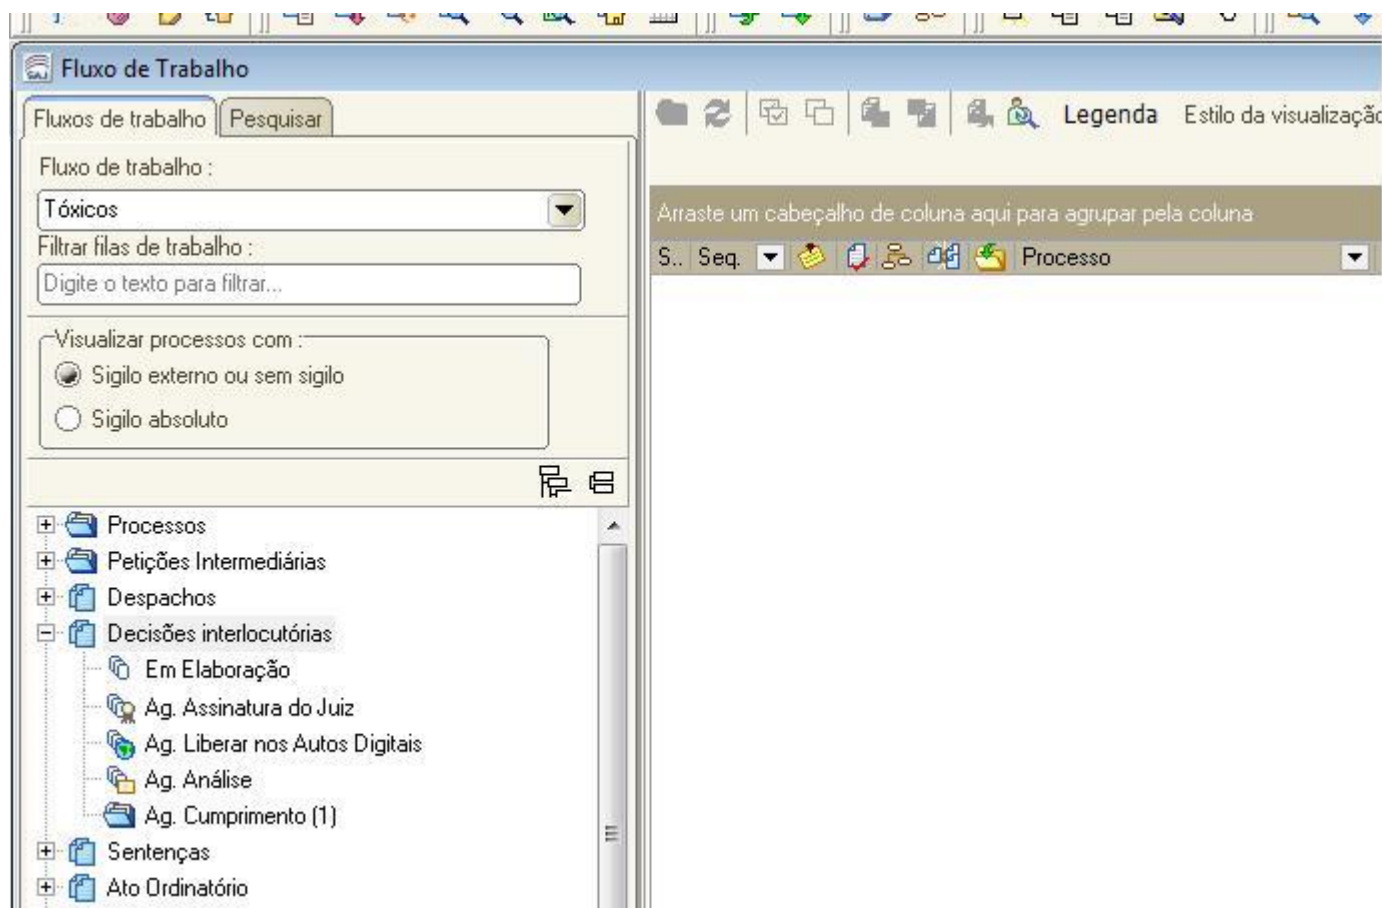 Fluxo de Trabalho
Fluxos de trabalho Pesquisar
Legenda Estilo da visualização
Fluxo de trabalho :
Tóxicos
Arraste um cabeçalho de coluna aqui para agrupar pela coluna
Filtrar filas de trabalho :
S.. Seq. Processo
Digite o texto para filtrar...
Visualizar processos com :
Sigilo externo ou sem sigilo
Sigilo absoluto
Processos
Petições Intermediárias
Despachos
Decisões interlocutórias
Em Elaboração
Ag. Assinatura do Juiz
Ag. Liberar nos Autos Digitais
Ag. Análise
Ag. Cumprimento (1)
Sentenças
Ato Ordinatório